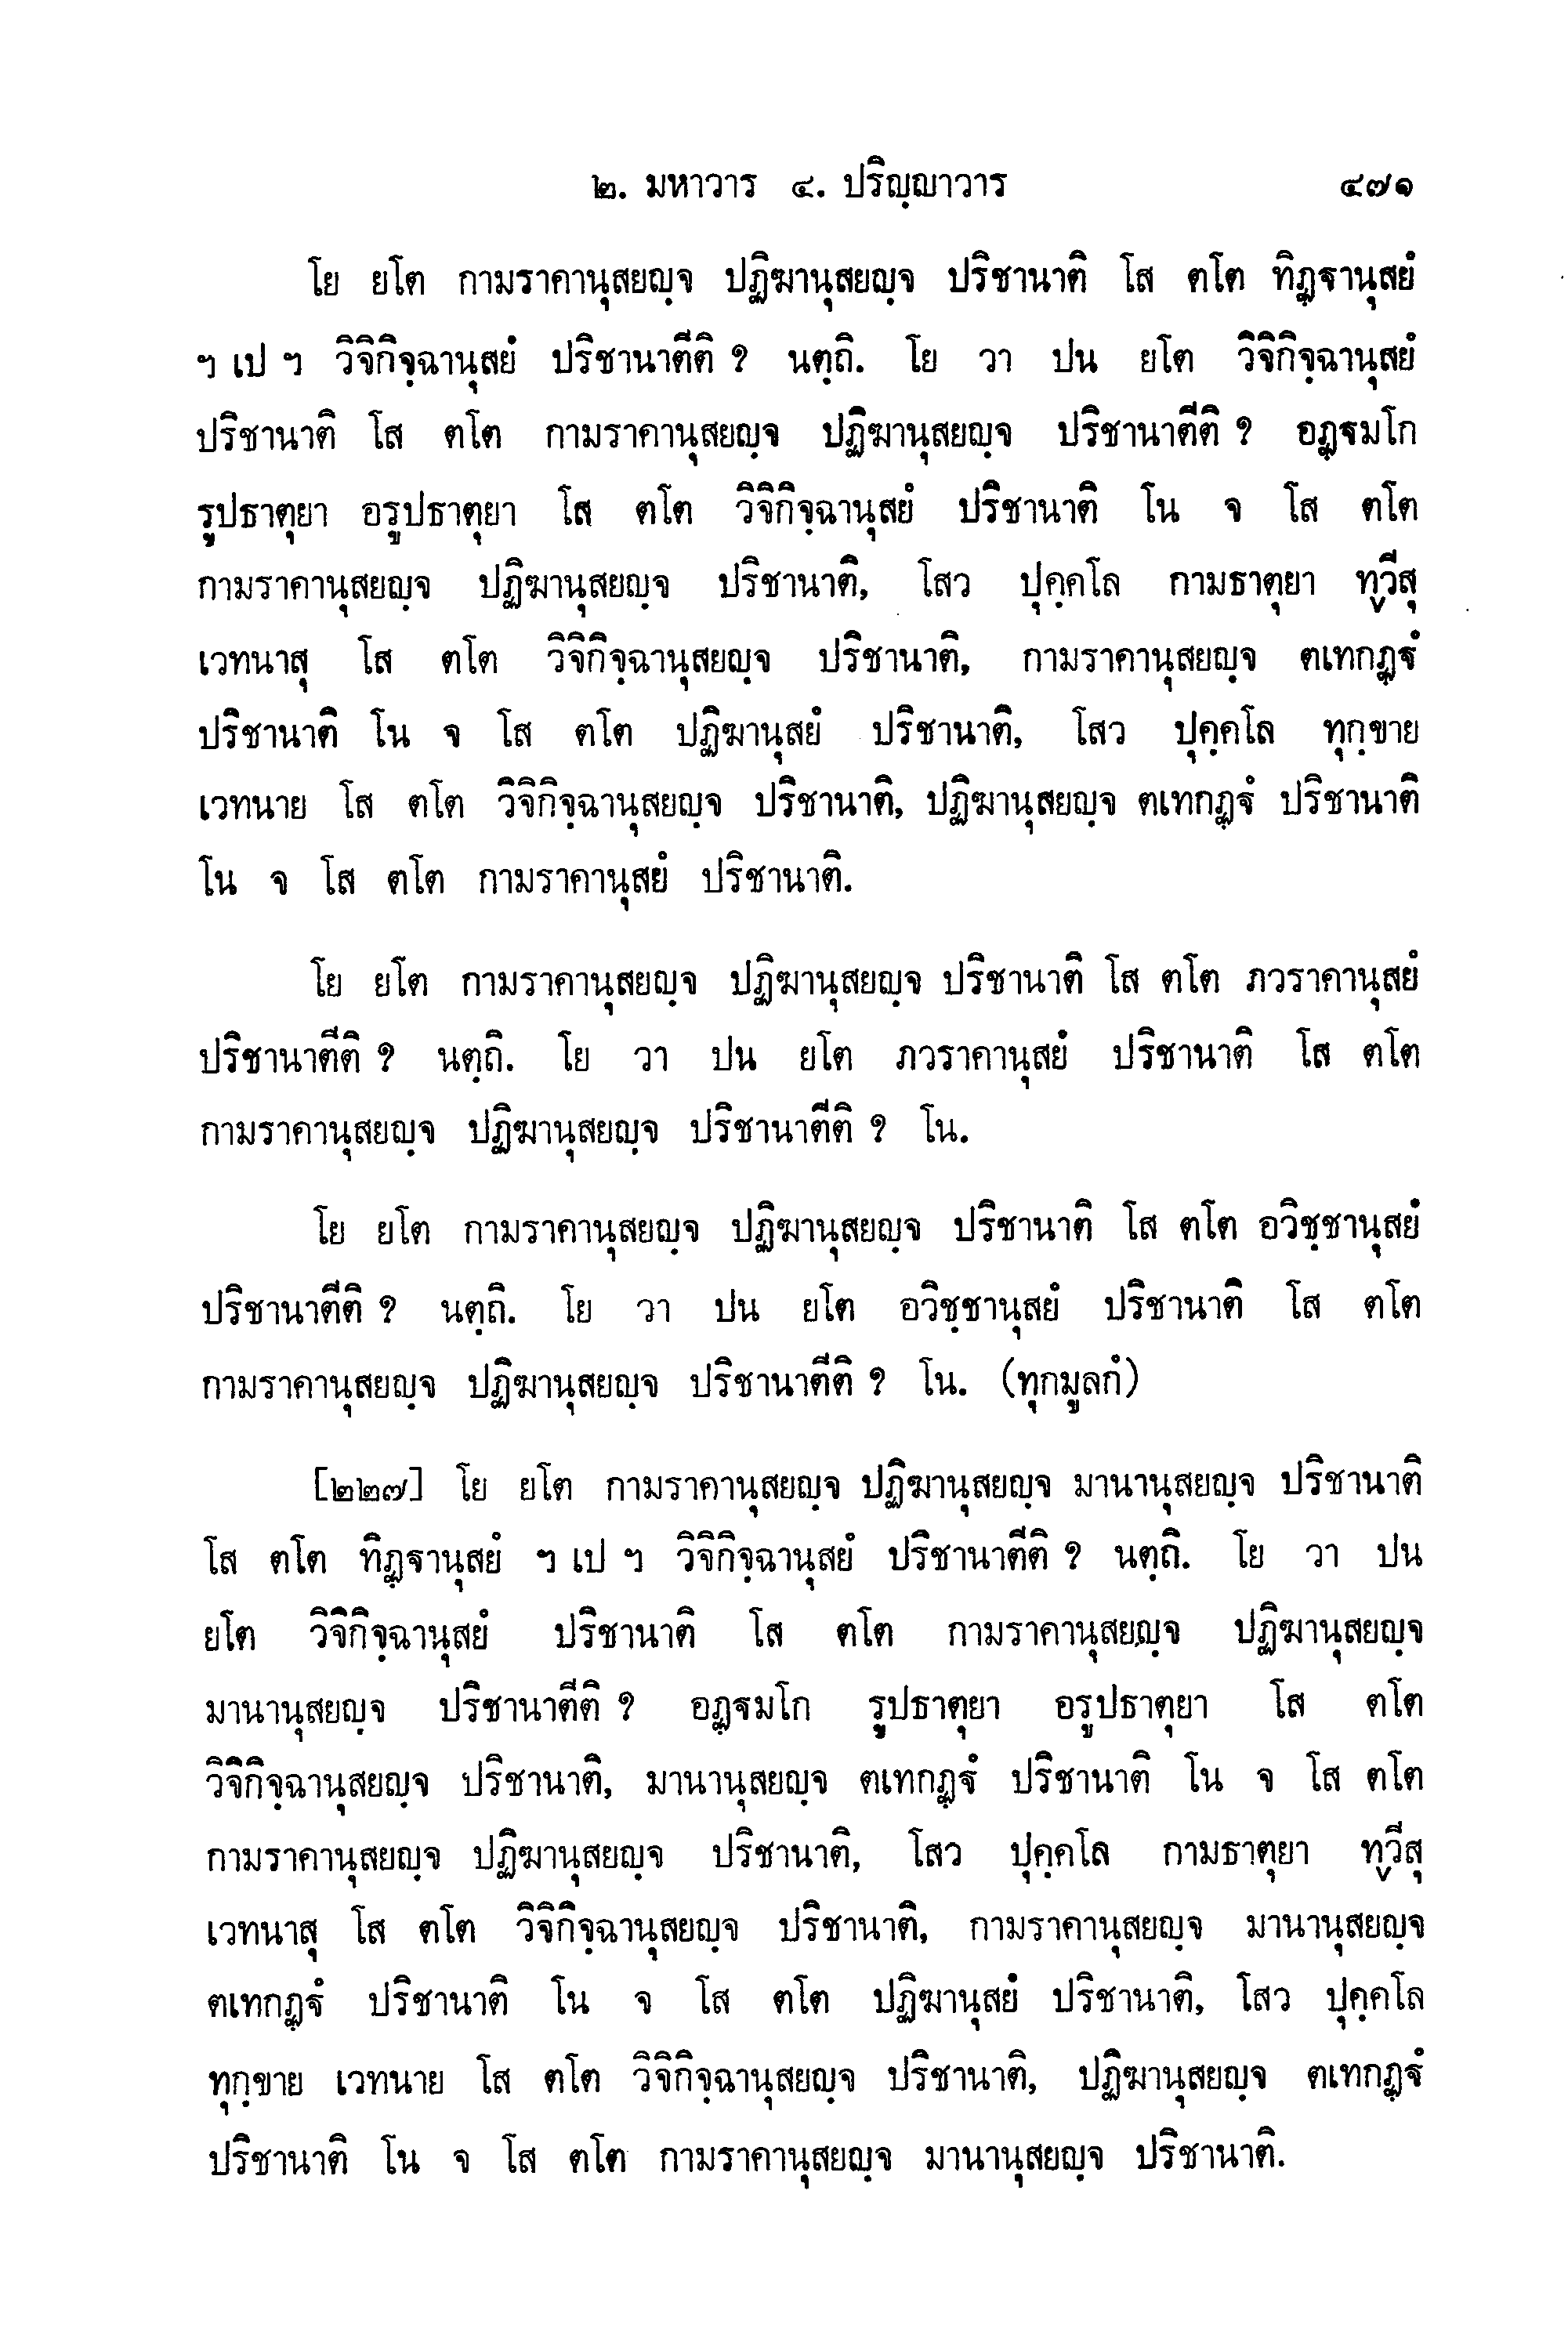 ๒. มหาวาร ๔. ปริญฺญาวาร ๔๗๑
โย ยโต กามราคานุสยญฺจ ปฏิฆานุสยญฺจ ปริชานาติ โส ตโต ทิฏฺฐานุสยํ
ฯ เป ฯ วิจิกิจฺฉานุสยํ ปริชานาตีติ ? นตฺถิ. โย วา ปน ยโต วิจิกิจฺฉานุสยํ
ปริชานาติ โส ตโต กามราคานุสยญฺจ ปฏิฆานุสยญฺจ ปริชานาตีติ ? อฏฺฐมโก
รูปธาตุยา อรูปธาตุยา โส ตโต วิจิกิจฺฉานุสยํ ปริชานาติ โน จ โส ตโต
กามราคานุสยญฺจ ปฏิฆานุสยญฺจ ปริชานาติ, โสว ปุคฺคโล กามธาตุยา ทฺวีสุ
เวทนาสุ โส ตโต วิจิกิจฺฉานุสยญฺจ ปริชานาติ, กามราคานุสยญฺจ ตเทกฏฺฐํ
ปริชานาติ โน จ โส ตโต ปฏิฆานุสยํ ปริชานาติ, โสว ปุคฺคโล ทุกฺขาย
เวทนาย โส ตโต วิจิกิจฺฉานุสยญฺจ ปริชานาติ, ปฏิฆานุสยญฺจ ตเทกฏฺฐํ ปริชานาติ
โน จ โส ตโต กามราคานุสยํ ปริชานาติ.
โย ยโต กามราคานุสยญฺจ ปฏิฆานุสยญฺจ ปริชานาติ โส ตโต ภวราคานุสยํ
ปริชานาตีติ ? นตฺถิ. โย วา ปน ยโต ภวราคานุสยํ ปริชานาติ โส ตโต
กามราคานุสยญฺจ ปฏิฆานุสยญฺจ ปริชานาตีติ ? โน.
โย ยโต กามราคานุสยญฺจ ปฏิฆานุสยญฺจ ปริชานาติ โส ตโต อวิชฺชานุสยํ
ปริชานาตีติ ? นตฺถิ. โย วา ปน ยโต อวิชฺชานุสยํ ปริชานาติ โส ตโต
กามราคานุสยญฺจ ปฏิฆานุสยญฺจ ปริชานาตีติ ? โน. (ทุกมูลกํ)
[๒๒๗] โย ยโต กามราคานุสยญฺจ ปฏิฆานุสยญฺจ มานานุสยญฺจ ปริชานาติ
โส ตโต ทิฏฺฐานุสยํ ฯ เป ฯ วิจิกิจฺฉานุสยํ ปริชานาตีติ ? นตฺถิ. โย วา ปน
ยโต วิจิกิจฺฉานุสยํ ปริชานาติ โส ตโต กามราคานุสยญฺจ ปฏิฆานุสยญฺจ
มานานุสยญฺจ ปริชานาตีติ ? อฏฺฐมโก รูปธาตุยา อรูปธาตุยา โส ตโต
วิจิกิจฺฉานุสยญฺจ ปริชานาติ, มานานุสยญฺจ ตเทกฏฺฐํ ปริชานาติ โน จ โส ตโต
กามราคานุสยญฺจ ปฏิฆานุสยญฺจ ปริชานาติ, โสว ปุคฺคโล กามธาตุยา ทฺวีสุ
เวทนาสุ โส ตโต วิจิกิจฺฉานุสยญฺจ ปริชานาติ, กามราคานุสยญฺจ มานานุสยญฺจ
ตเทกฏฺฐํ ปริชานาติ โน จ โส ตโต ปฏิฆานุสยํ ปริชานาติ, โสว ปุคฺคโล
ทุกฺขาย เวทนาย โส ตโต วิจิกิจฺฉานุสยญฺจ ปริชานาติ, ปฏิฆานุสยญฺจ ตเทกฏฺฐํ
ปริชานาติ โน จ โส ตโต กามราคานุสยญฺจ มานานุสยญฺจ ปริชานาติ.